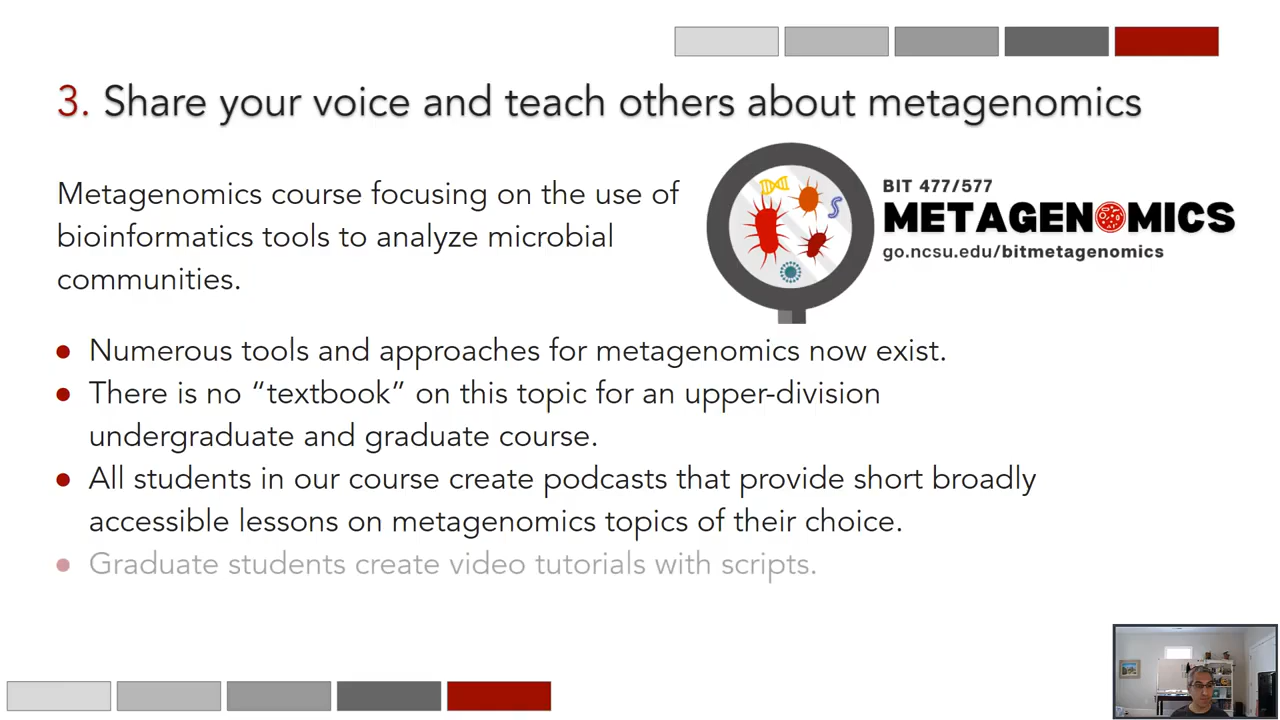 3. Share your voice and teach others about metagenomics
Metagenomics course focusing on the use of
bioinformatics tools to analyze microbial
communities.
BIT 477/577
METAGENOMICS
go.ncsu.edu/bitmetagenomics
● Numerous tools and approaches for metagenomics now exist.
● There is no “textbook” on this topic for an upper-division
undergraduate and graduate course.
● All students in our course create podcasts that provide short broadly
accessible lessons on metagenomics topics of their choice.
● Graduate students create video tutorials with scripts.